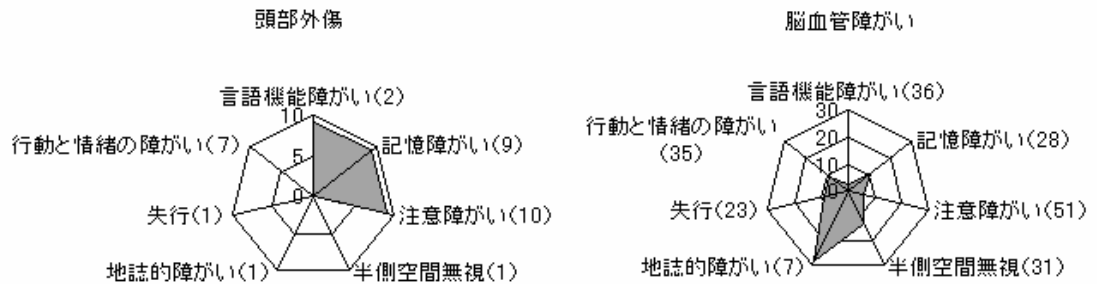 頭部外傷
言語機能障がい(2)
10
行動と情緒の障がい(7)
記憶障がい(9)
5
0
失行(1)
注意障がい(10)
地誌的障がい(1)
半側空間無視(1)
脳血管障がい
言語機能障がい(36)
30
行動と情緒の障がい
(35)
20
記憶障がい(28)
10
0
失行(23)
注意障がい(51)
地誌的障がい(7)
半側空間無視(31)